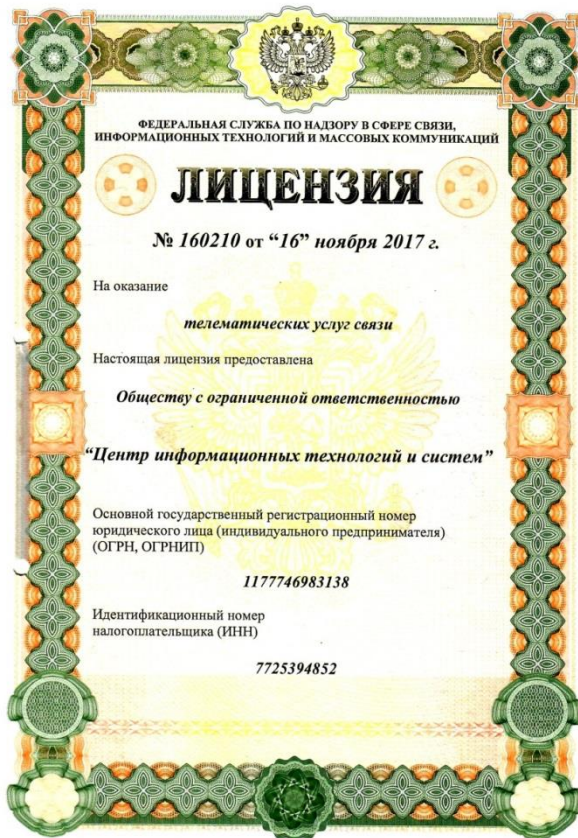 ФЕДЕРАЛЬНАЯ СЛУЖБА ПО НАДЗОРУ В СФЕРЕ СВЯЗИ,
ИНФОРМАЦИОННЫХ ТЕХНОЛОГИЙ И МАССОВЫХ КОММУНИКАЦИЙ
ЛИЦЕНЗИЯ
№ 160210 от “16” ноября 2017 г.
На оказание
телематических услуг связи
Настоящая лицензия предоставлена
Обществу с ограниченной ответственностью
“Центр информационных технологий и систем”
Основной государственный регистрационный номер
юридического лица (индивидуального предпринимателя)
(ОГРН, ОГРНИП)
1177746983138
Идентификационный номер
налогоплательщика (ИНН)
7725394852